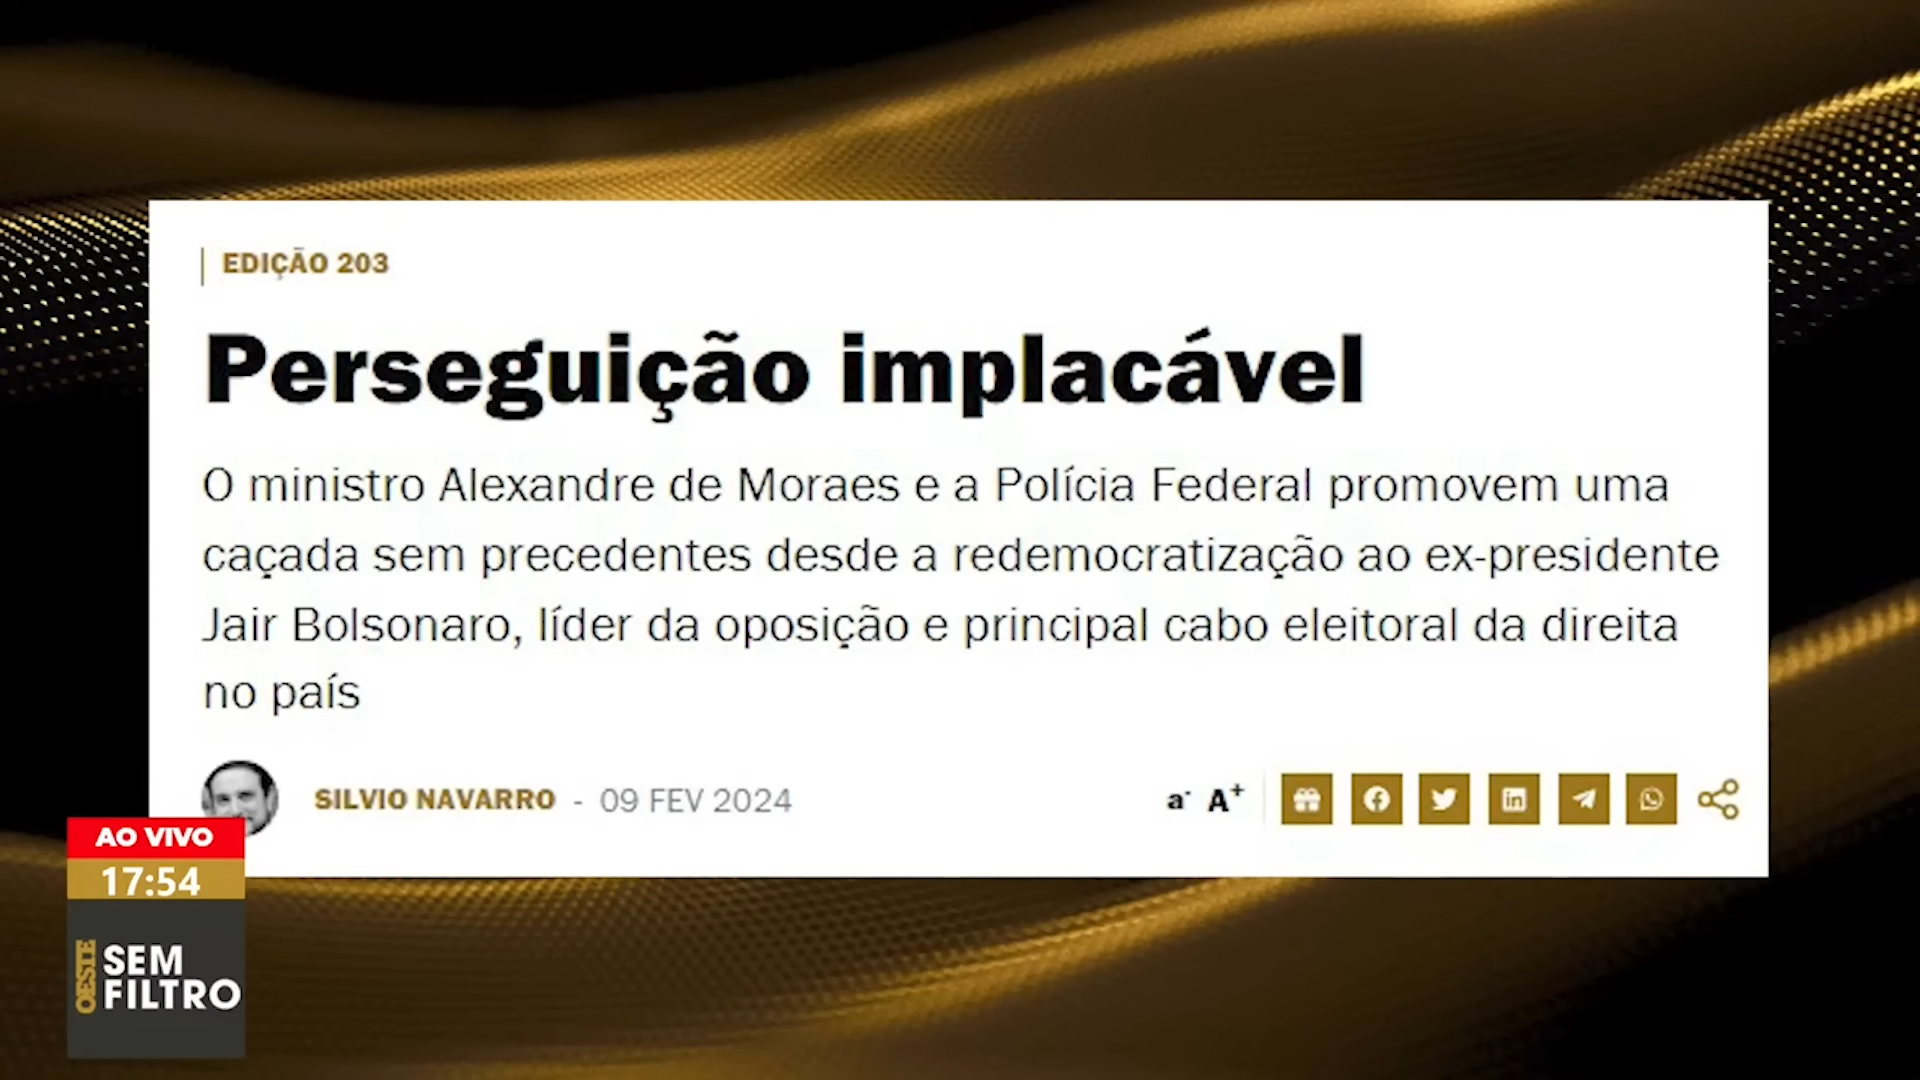 EDIÇÃO 203
Perseguição implacável
O ministro Alexandre de Moraes e a Polícia Federal promovem uma
caçada sem precedentes desde a redemocratização ao ex-presidente
Jair Bolsonaro, líder da oposição e principal cabo eleitoral da direita
no país
SILVIO NAVARRO - 09 FEV 2024
a- A+
AO VIVO
17:54
OESTE
SEM
FILTRO